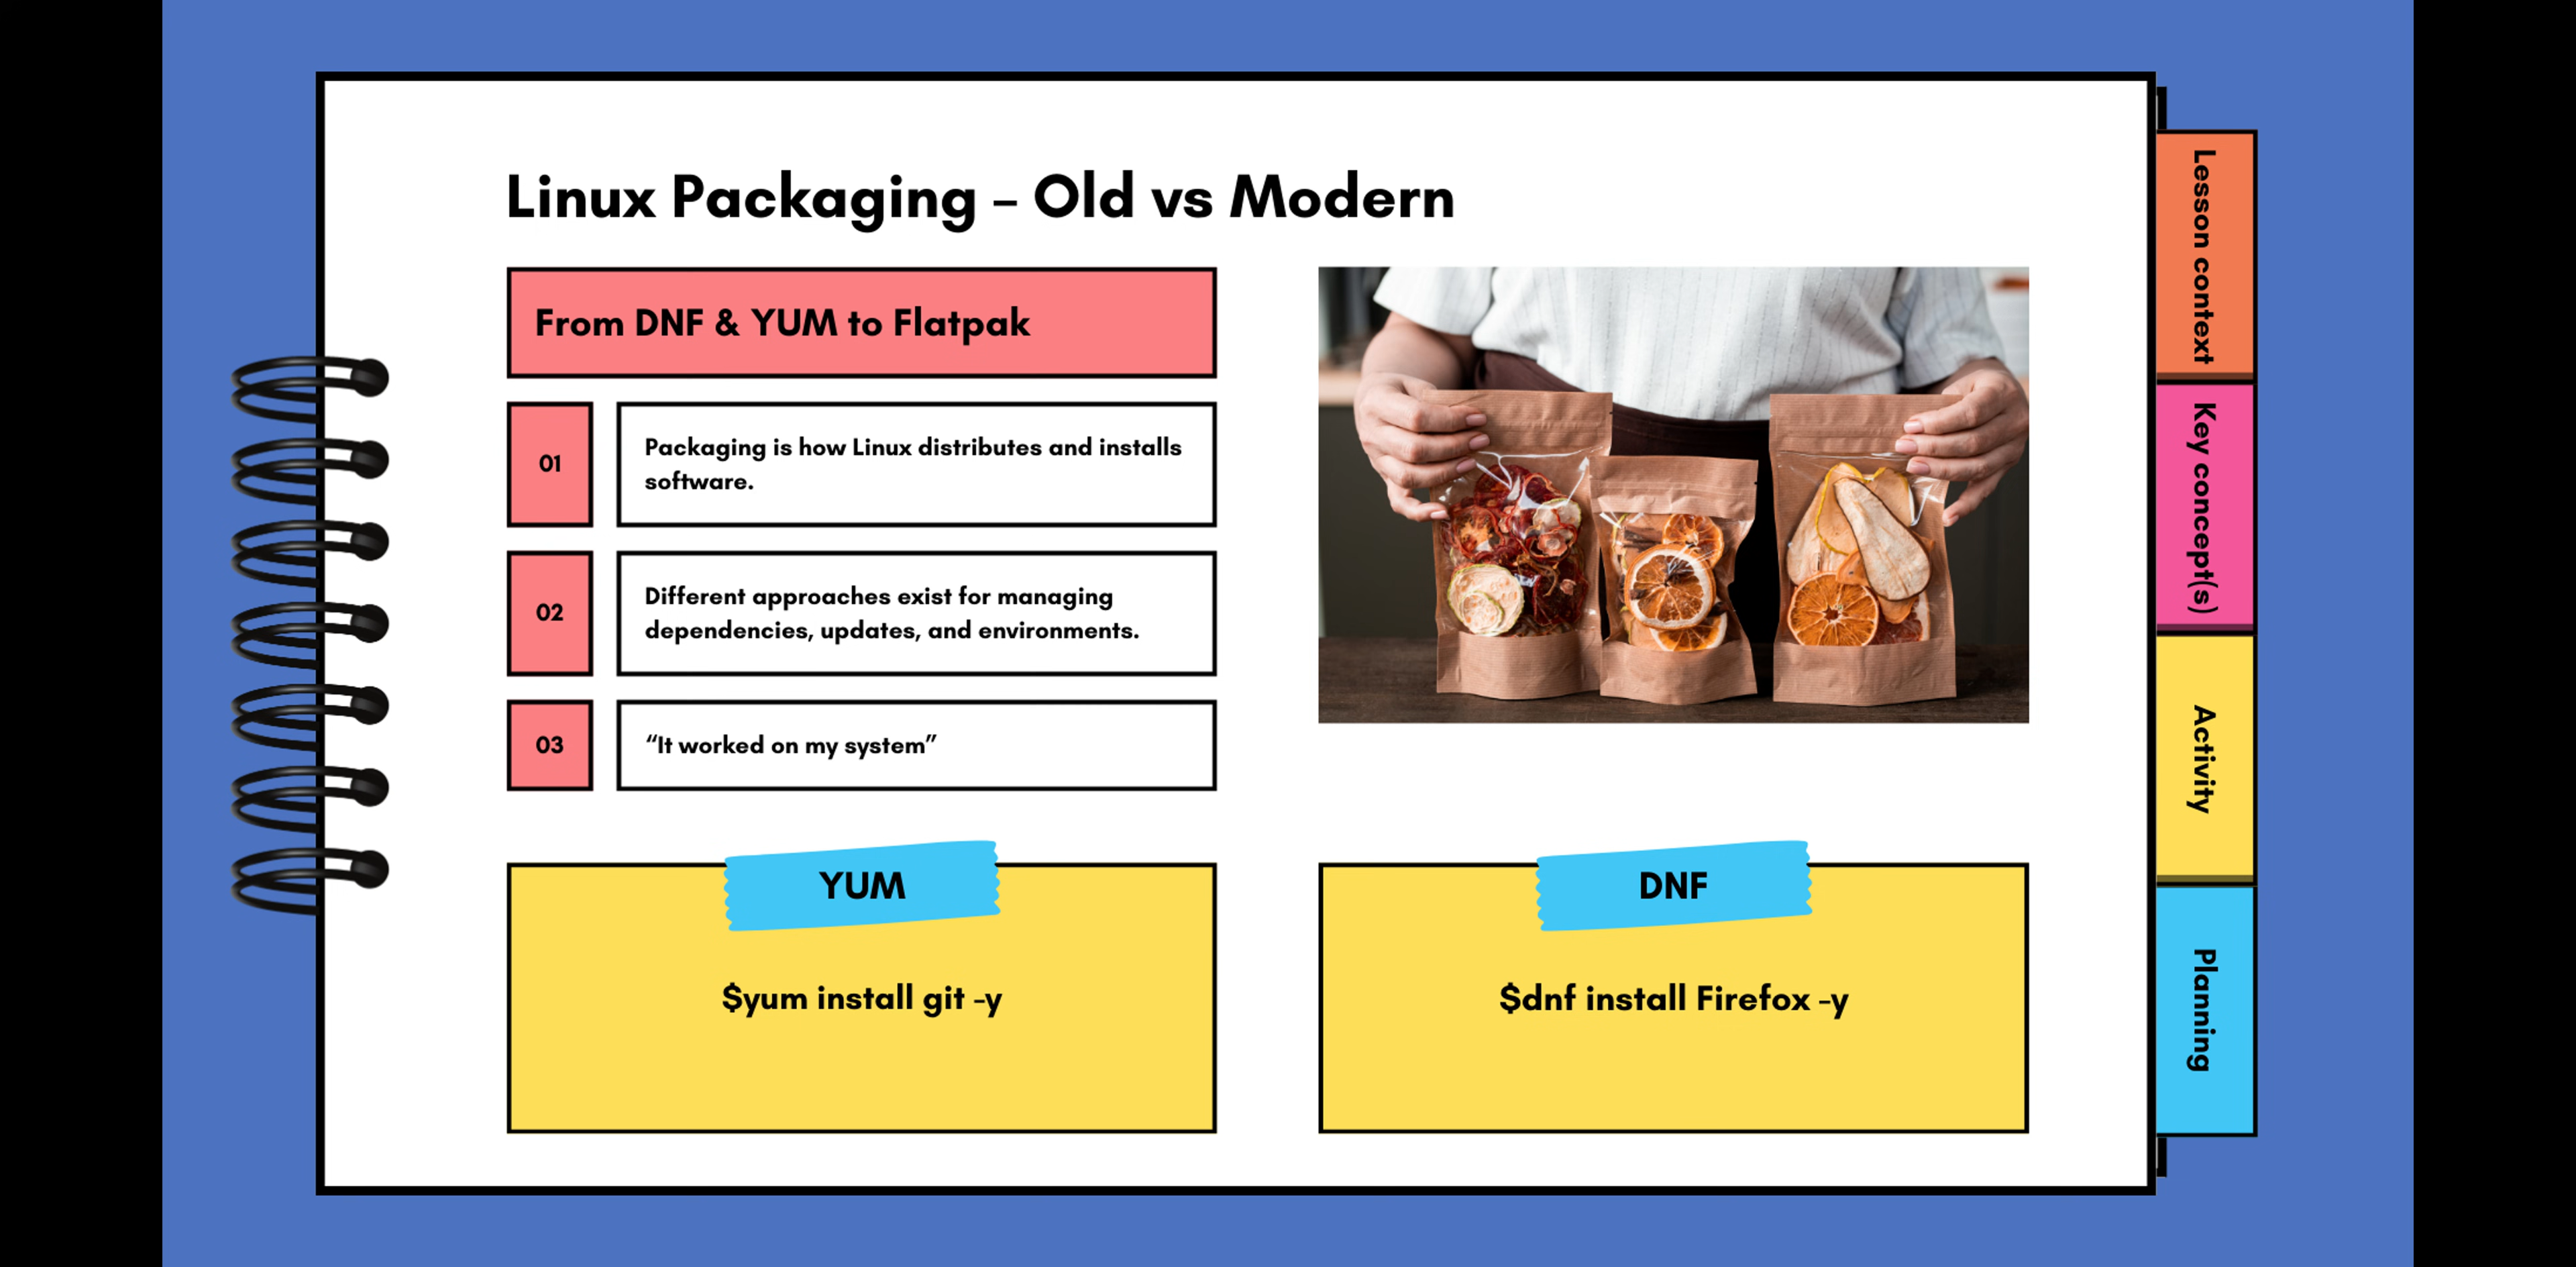 Linux Packaging – Old vs Modern
From DNF & YUM to Flatpak
01
Packaging is how Linux distributes and installs
software.
02
Different approaches exist for managing
dependencies, updates, and environments.
03
“It worked on my system”
YUM
$yum install git -y
DNF
$dnf install Firefox -y
Lesson context
Key concept(s)
Activity
Planning